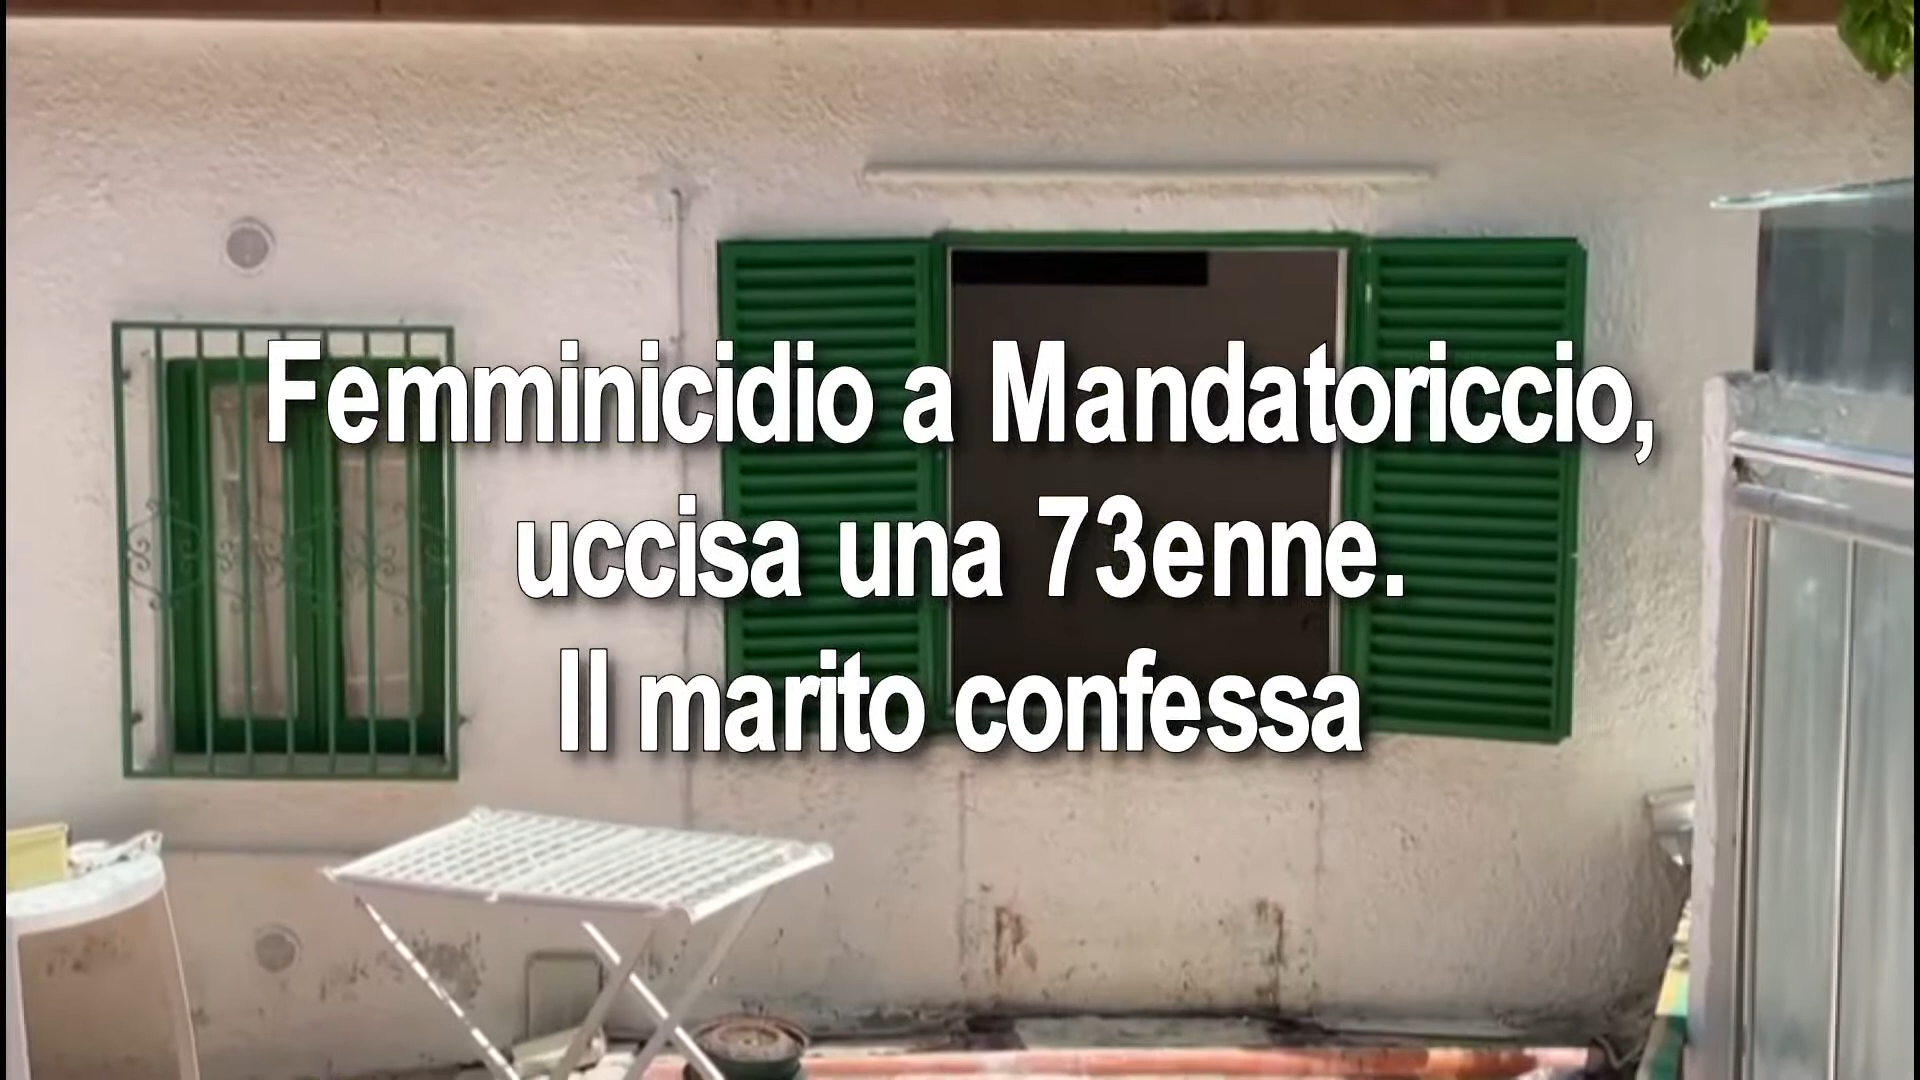 Femminicidio a Mandatoriccio,
uccisa una 73enne.
Il marito confessa